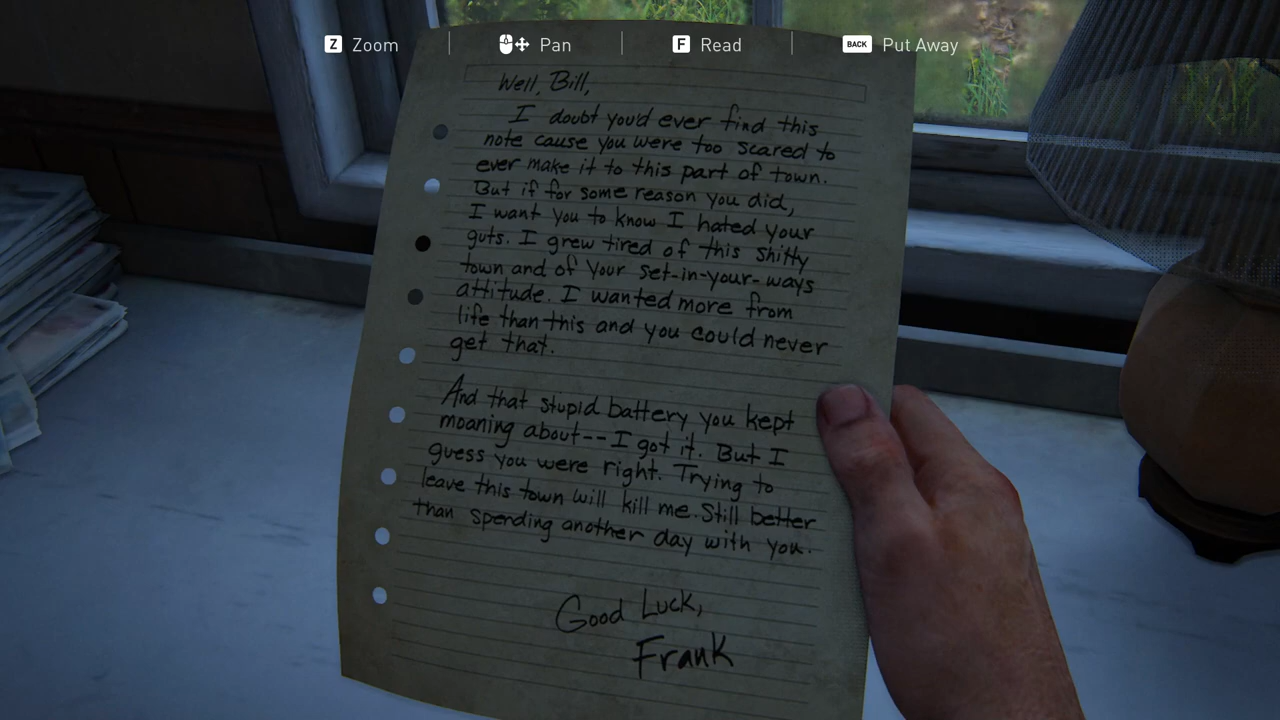 Z Zoom
Pan
F Read
BACK Put Away
Well, Bill,
I doubt you'd ever find this
note cause you were too scared to
ever make it to this part of town.
But if for some reason you did,
I want you to know I hated your
guts. I grew tired of this shitty
town and of your set-in-your-ways
attitude. I wanted more from
life than this and you could never
get that.
And that stupid battery you kept
moaning about--I got it. But I
guess you were right. Trying to
leave this town will kill me. Still better
than spending another day with you.
Good Luck,
Frank